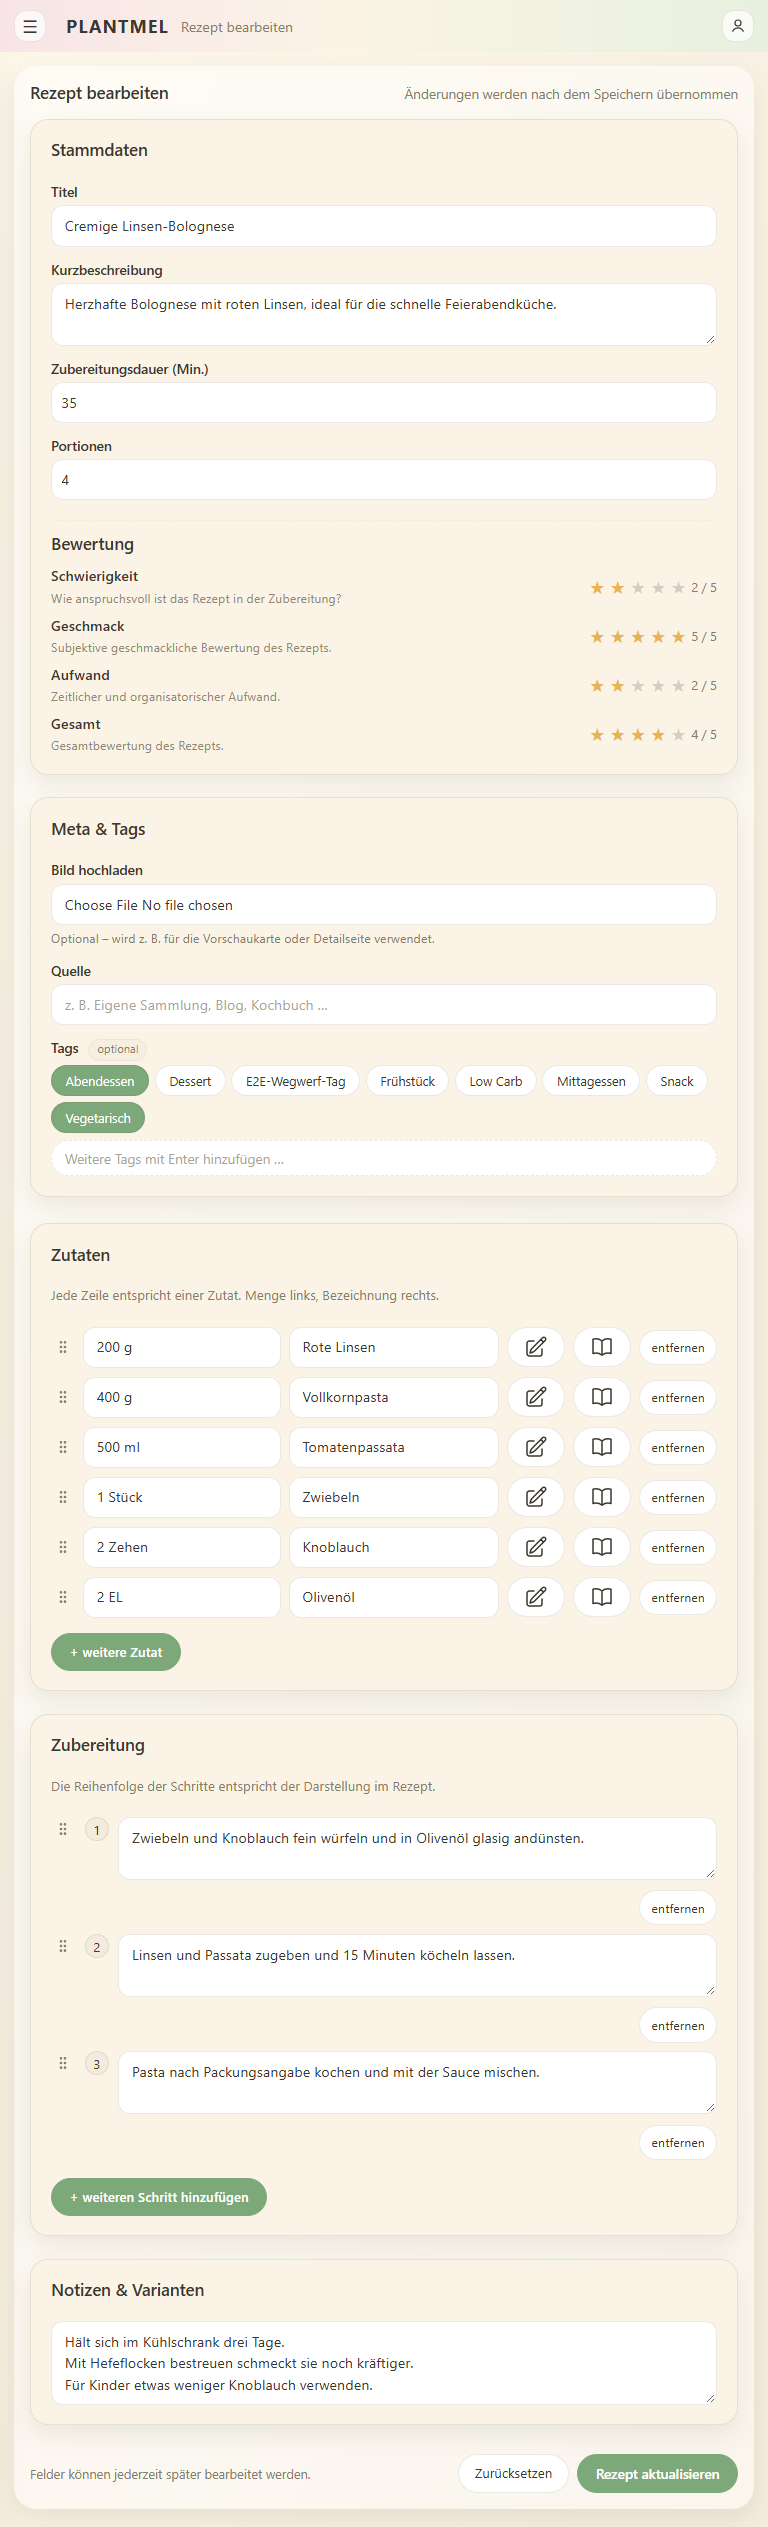 PLANTMEL Rezept bearbeiten
Rezept bearbeiten Änderungen werden nach dem Speichern übernommen
Stammdaten
Titel
Cremige Linsen-Bolognese
Kurzbeschreibung
Herzhafte Bolognese mit roten Linsen, ideal für die schnelle Feierabendküche.
Zubereitungsdauer (Min.)
35
Portionen
4
Bewertung
Schwierigkeit
Wie anspruchsvoll ist das Rezept in der Zubereitung?
★ ★ ★ ★ ★ 2 / 5
Geschmack
Subjektive geschmackliche Bewertung des Rezepts.
★ ★ ★ ★ ★ 5 / 5
Aufwand
Zeitlicher und organisatorischer Aufwand.
★ ★ ★ ★ ★ 2 / 5
Gesamt
Gesamtbewertung des Rezepts.
★ ★ ★ ★ ★ 4 / 5
Meta & Tags
Bild hochladen
Choose File No file chosen
Optional – wird z. B. für die Vorschaukarte oder Detailseite verwendet.
Quelle
z. B. Eigene Sammlung, Blog, Kochbuch ...
Tags optional
Abendessen Dessert E2E-Wegwerf-Tag Frühstück Low Carb Mittagessen Snack
Vegetarisch
Weitere Tags mit Enter hinzufügen ...
Zutaten
Jede Zeile entspricht einer Zutat. Menge links, Bezeichnung rechts.
200 g Rote Linsen entfernen
400 g Vollkornpasta entfernen
500 ml Tomatenpassata entfernen
1 Stück Zwiebeln entfernen
2 Zehen Knoblauch entfernen
2 EL Olivenöl entfernen
+ weitere Zutat
Zubereitung
Die Reihenfolge der Schritte entspricht der Darstellung im Rezept.
1 Zwiebeln und Knoblauch fein würfeln und in Olivenöl glasig andünsten.
entfernen
2 Linsen und Passata zugeben und 15 Minuten köcheln lassen.
entfernen
3 Pasta nach Packungsangabe kochen und mit der Sauce mischen.
entfernen
+ weiteren Schritt hinzufügen
Notizen & Varianten
Hält sich im Kühlschrank drei Tage.
Mit Hefeflocken bestreuen schmeckt sie noch kräftiger.
Für Kinder etwas weniger Knoblauch verwenden.
Felder können jederzeit später bearbeitet werden. Zurücksetzen Rezept aktualisieren